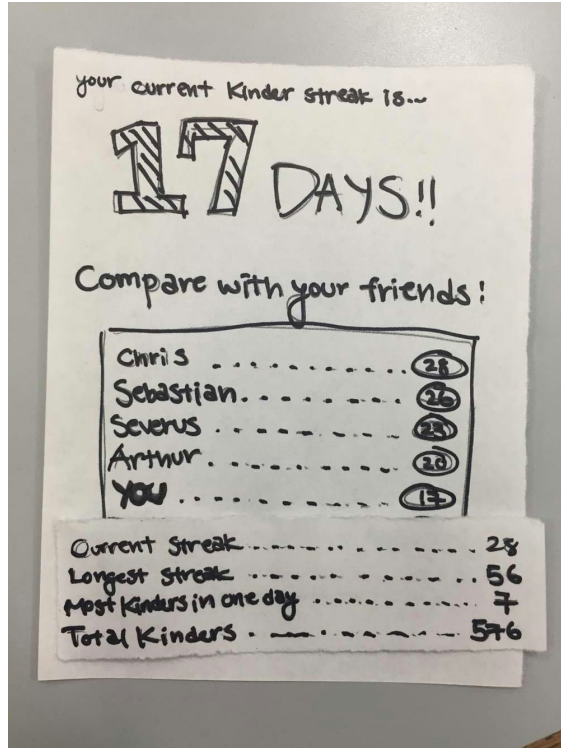 your current Kinder streak is...
17 DAYS!!
Compare with your friends!
Chris 28
Sebastian 26
Severus
Arthur 20
YOU 17
Current Streak 28
Longest Streak 56
Most Kinders in one day 7
Total Kinders 576